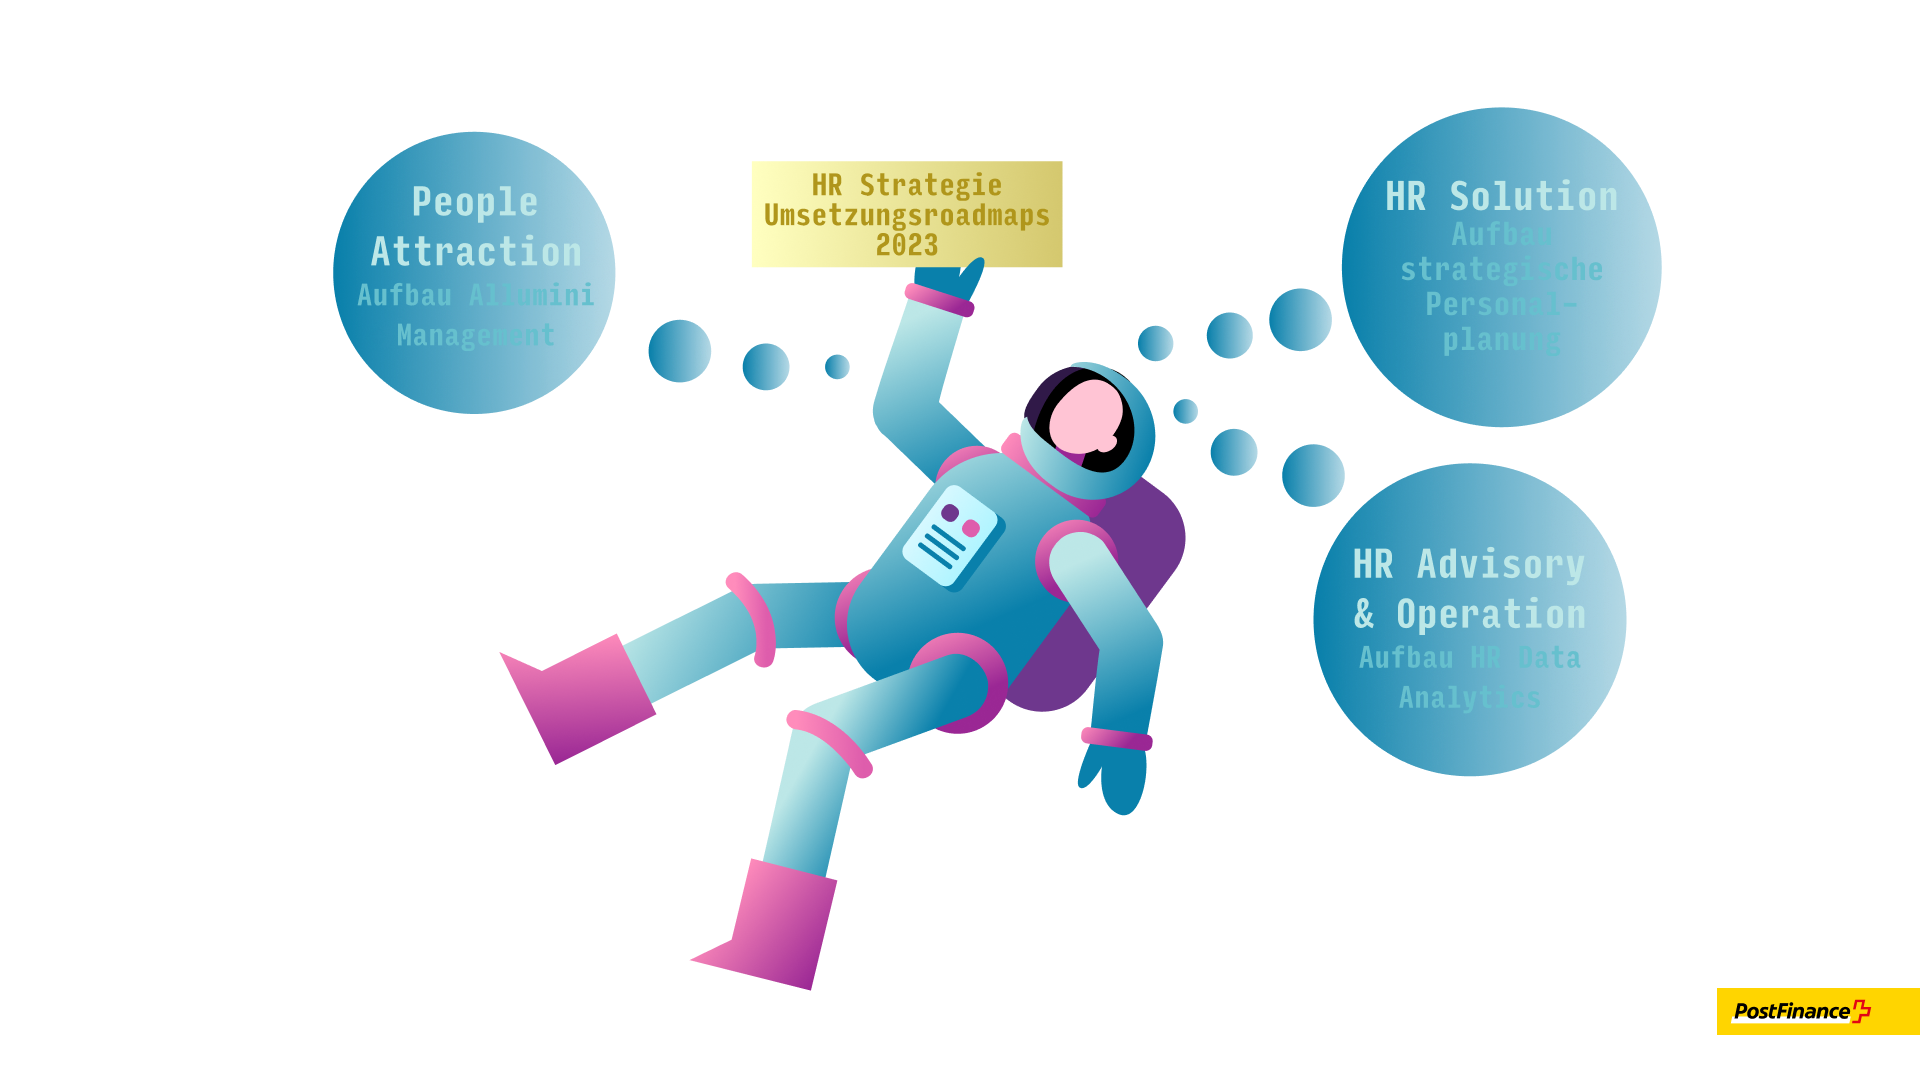 People
Attraction
Aufbau Allumini
Management
HR Strategie
Umsetzungsroadmaps
2023
HR Solution
Aufbau
strategische
Personal-
planung
HR Advisory
& Operation
Aufbau HR Data
Analytics
PostFinance